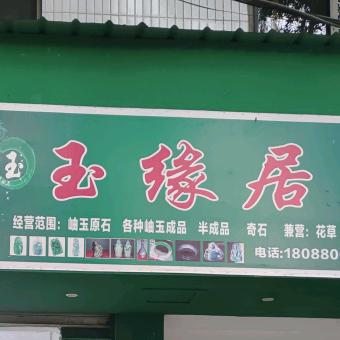 玉
玉缘居
经营范围：岫玉原石 各种岫玉成品 半成品 奇石 兼营：花草
电话:180880